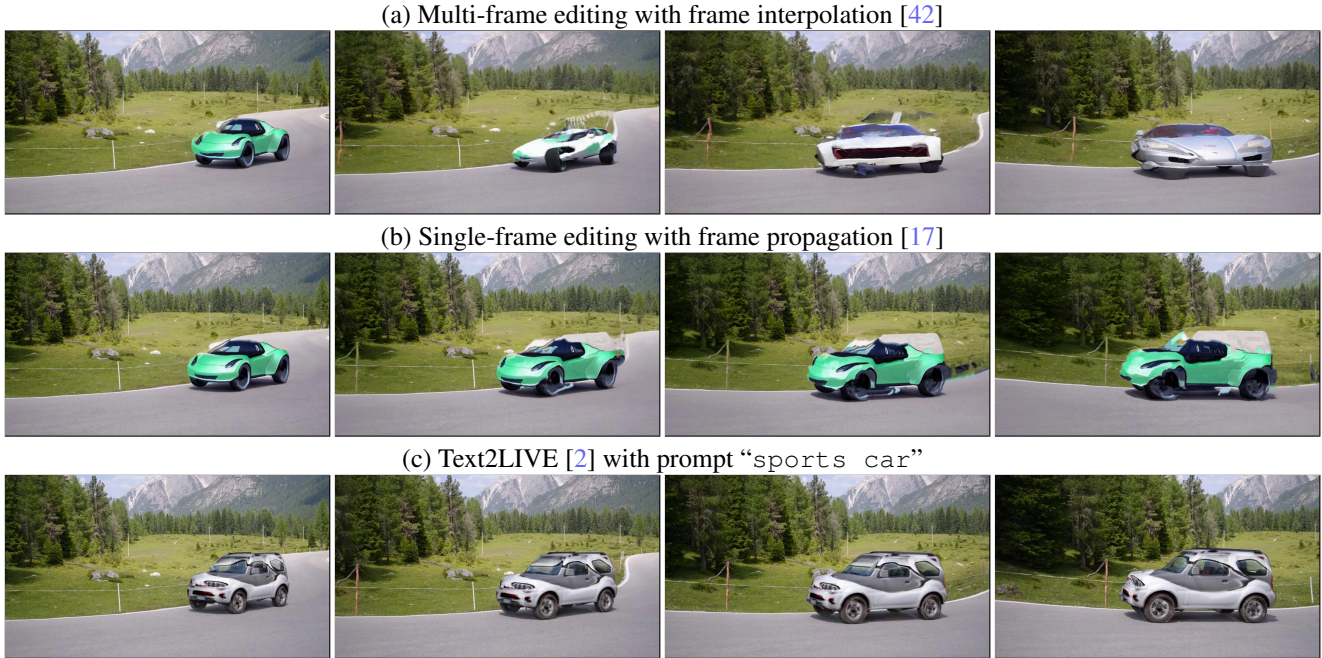 (a) Multi-frame editing with frame interpolation [42]
(b) Single-frame editing with frame propagation [17]
(c) Text2LIVE [2] with prompt “sports car”